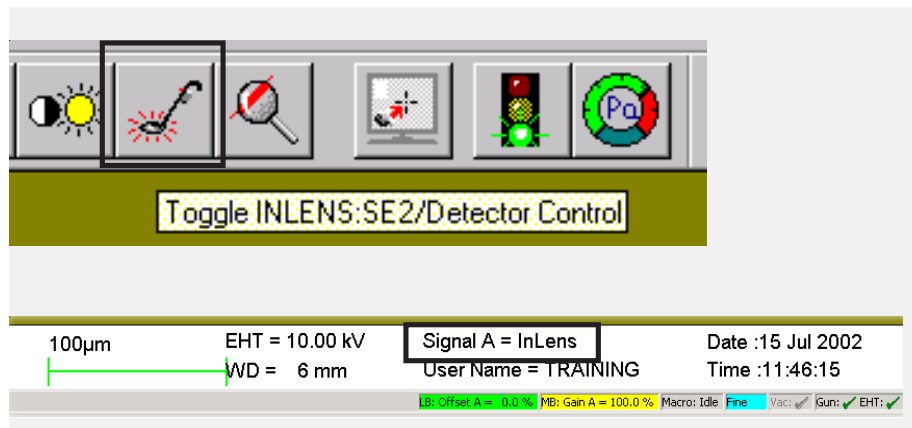 Pa
Toggle INLENS:SE2/Detector Control
100µm EHT = 10.00 kV Signal A = InLens Date :15 Jul 2002
WD = 6 mm User Name = TRAINING Time :11:46:15
LB: Offset A = 0.0 % MB: Gain A = 100.0 % Macro: Idle Fine Vac: Gun: EHT: